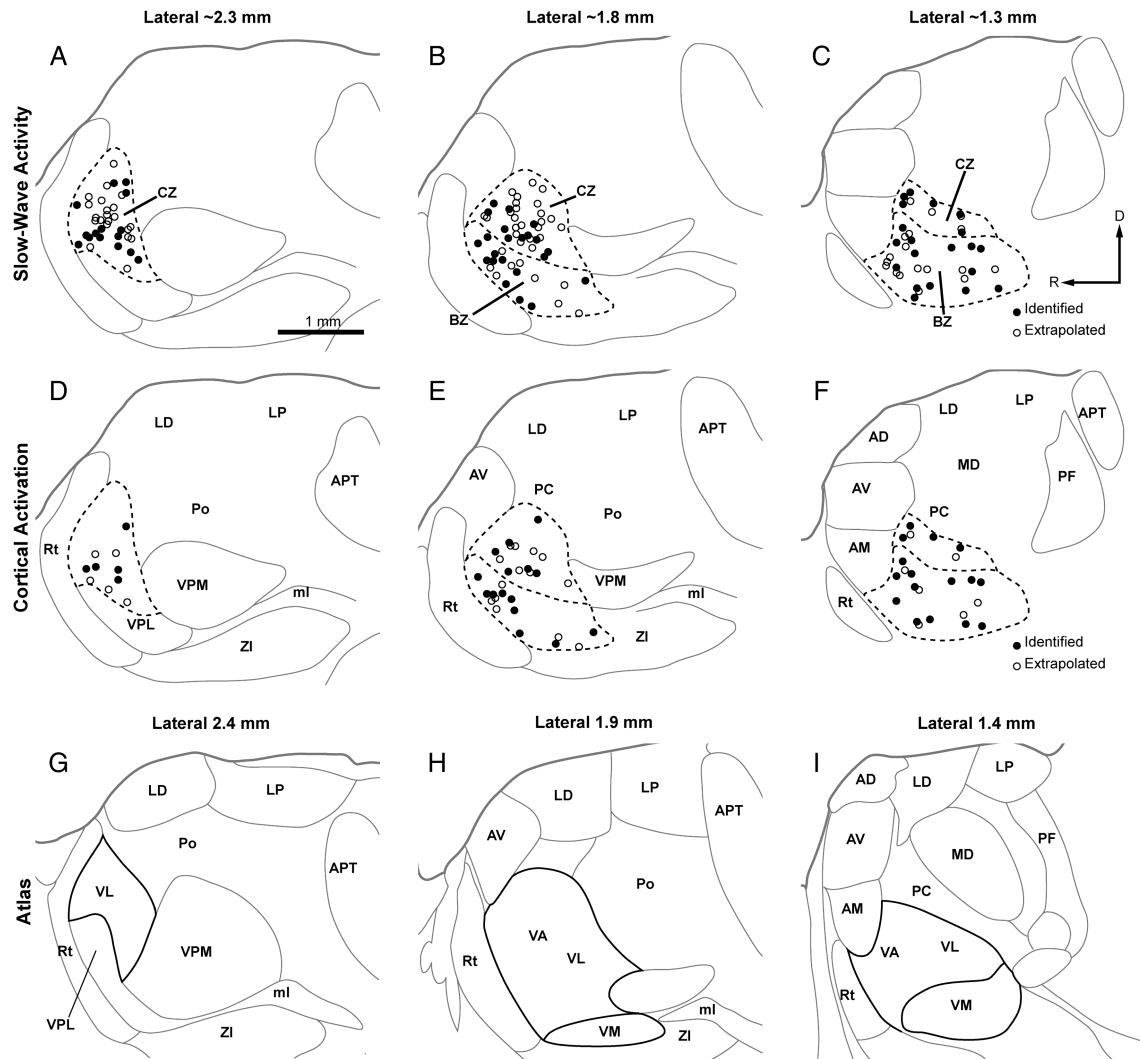 Lateral ~2.3 mm
Lateral ~1.8 mm
Lateral ~1.3 mm
Slow-Wave Activity
A
CZ
1 mm
B
CZ
BZ
C
CZ
BZ
D
R
Identified
Extrapolated
Cortical Activation
D
LD
LP
APT
Po
Rt
VPM
VPL
ml
ZI
E
LD
LP
APT
AV
PC
Po
VPM
Rt
ml
ZI
F
LD
LP
APT
AD
MD
PF
AV
PC
AM
Rt
Identified
Extrapolated
Lateral 2.4 mm
Lateral 1.9 mm
Lateral 1.4 mm
Atlas
G
LD
LP
Po
APT
VL
Rt
VPM
VPL
ml
ZI
H
LD
LP
APT
AV
Po
VA
VL
Rt
VM
ml
ZI
I
AD
LD
LP
AV
MD
PF
PC
AM
VA
VL
Rt
VM